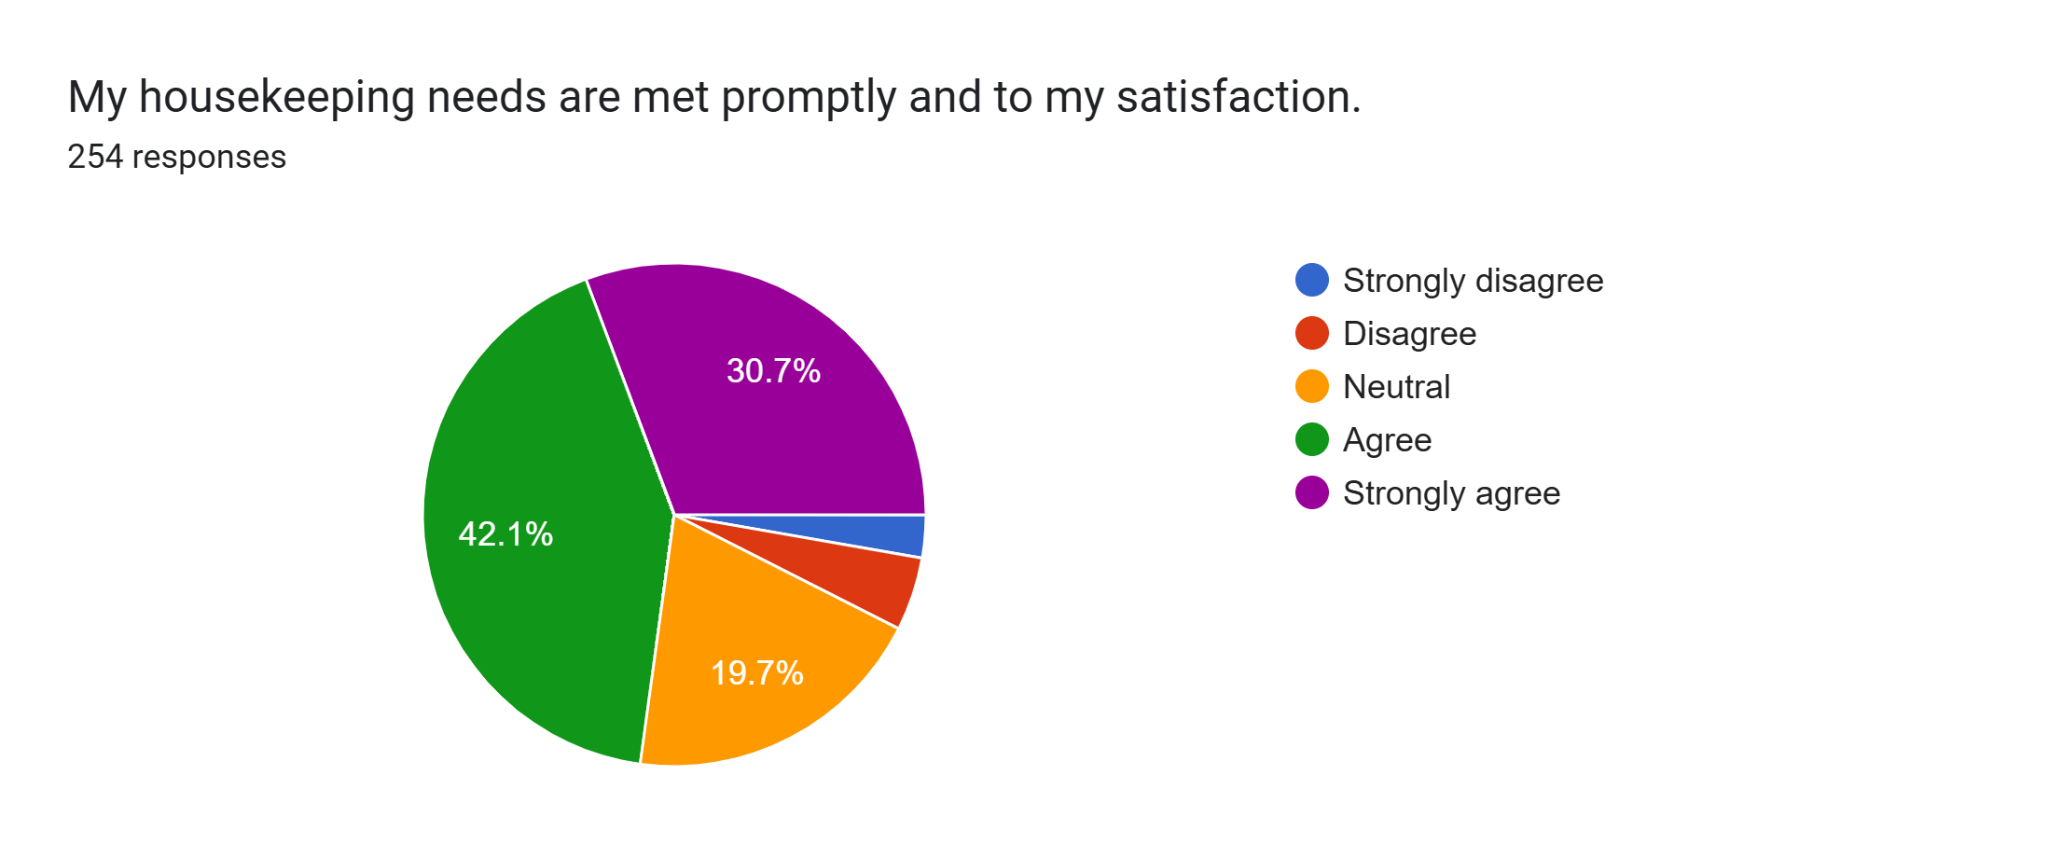 My housekeeping needs are met promptly and to my satisfaction.
254 responses
30.7%
42.1%
19.7%
Strongly disagree
Disagree
Neutral
Agree
Strongly agree